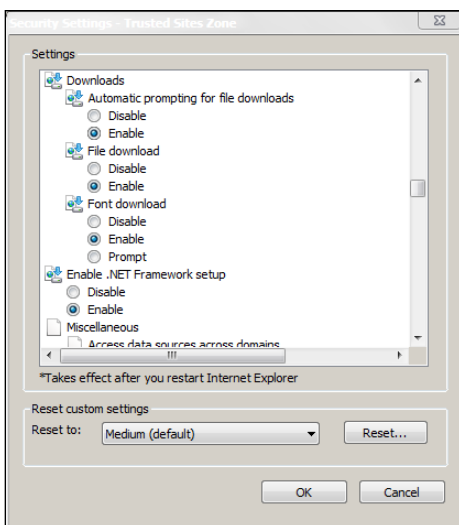 Security Settings - Trusted Sites Zone
Settings
Downloads
Automatic prompting for file downloads
Disable
Enable
File download
Disable
Enable
Font download
Disable
Enable
Prompt
Enable .NET Framework setup
Disable
Enable
Miscellaneous
Access data sources across domains
*Takes effect after you restart Internet Explorer
Reset custom settings
Reset to: Medium (default) Reset...
OK Cancel